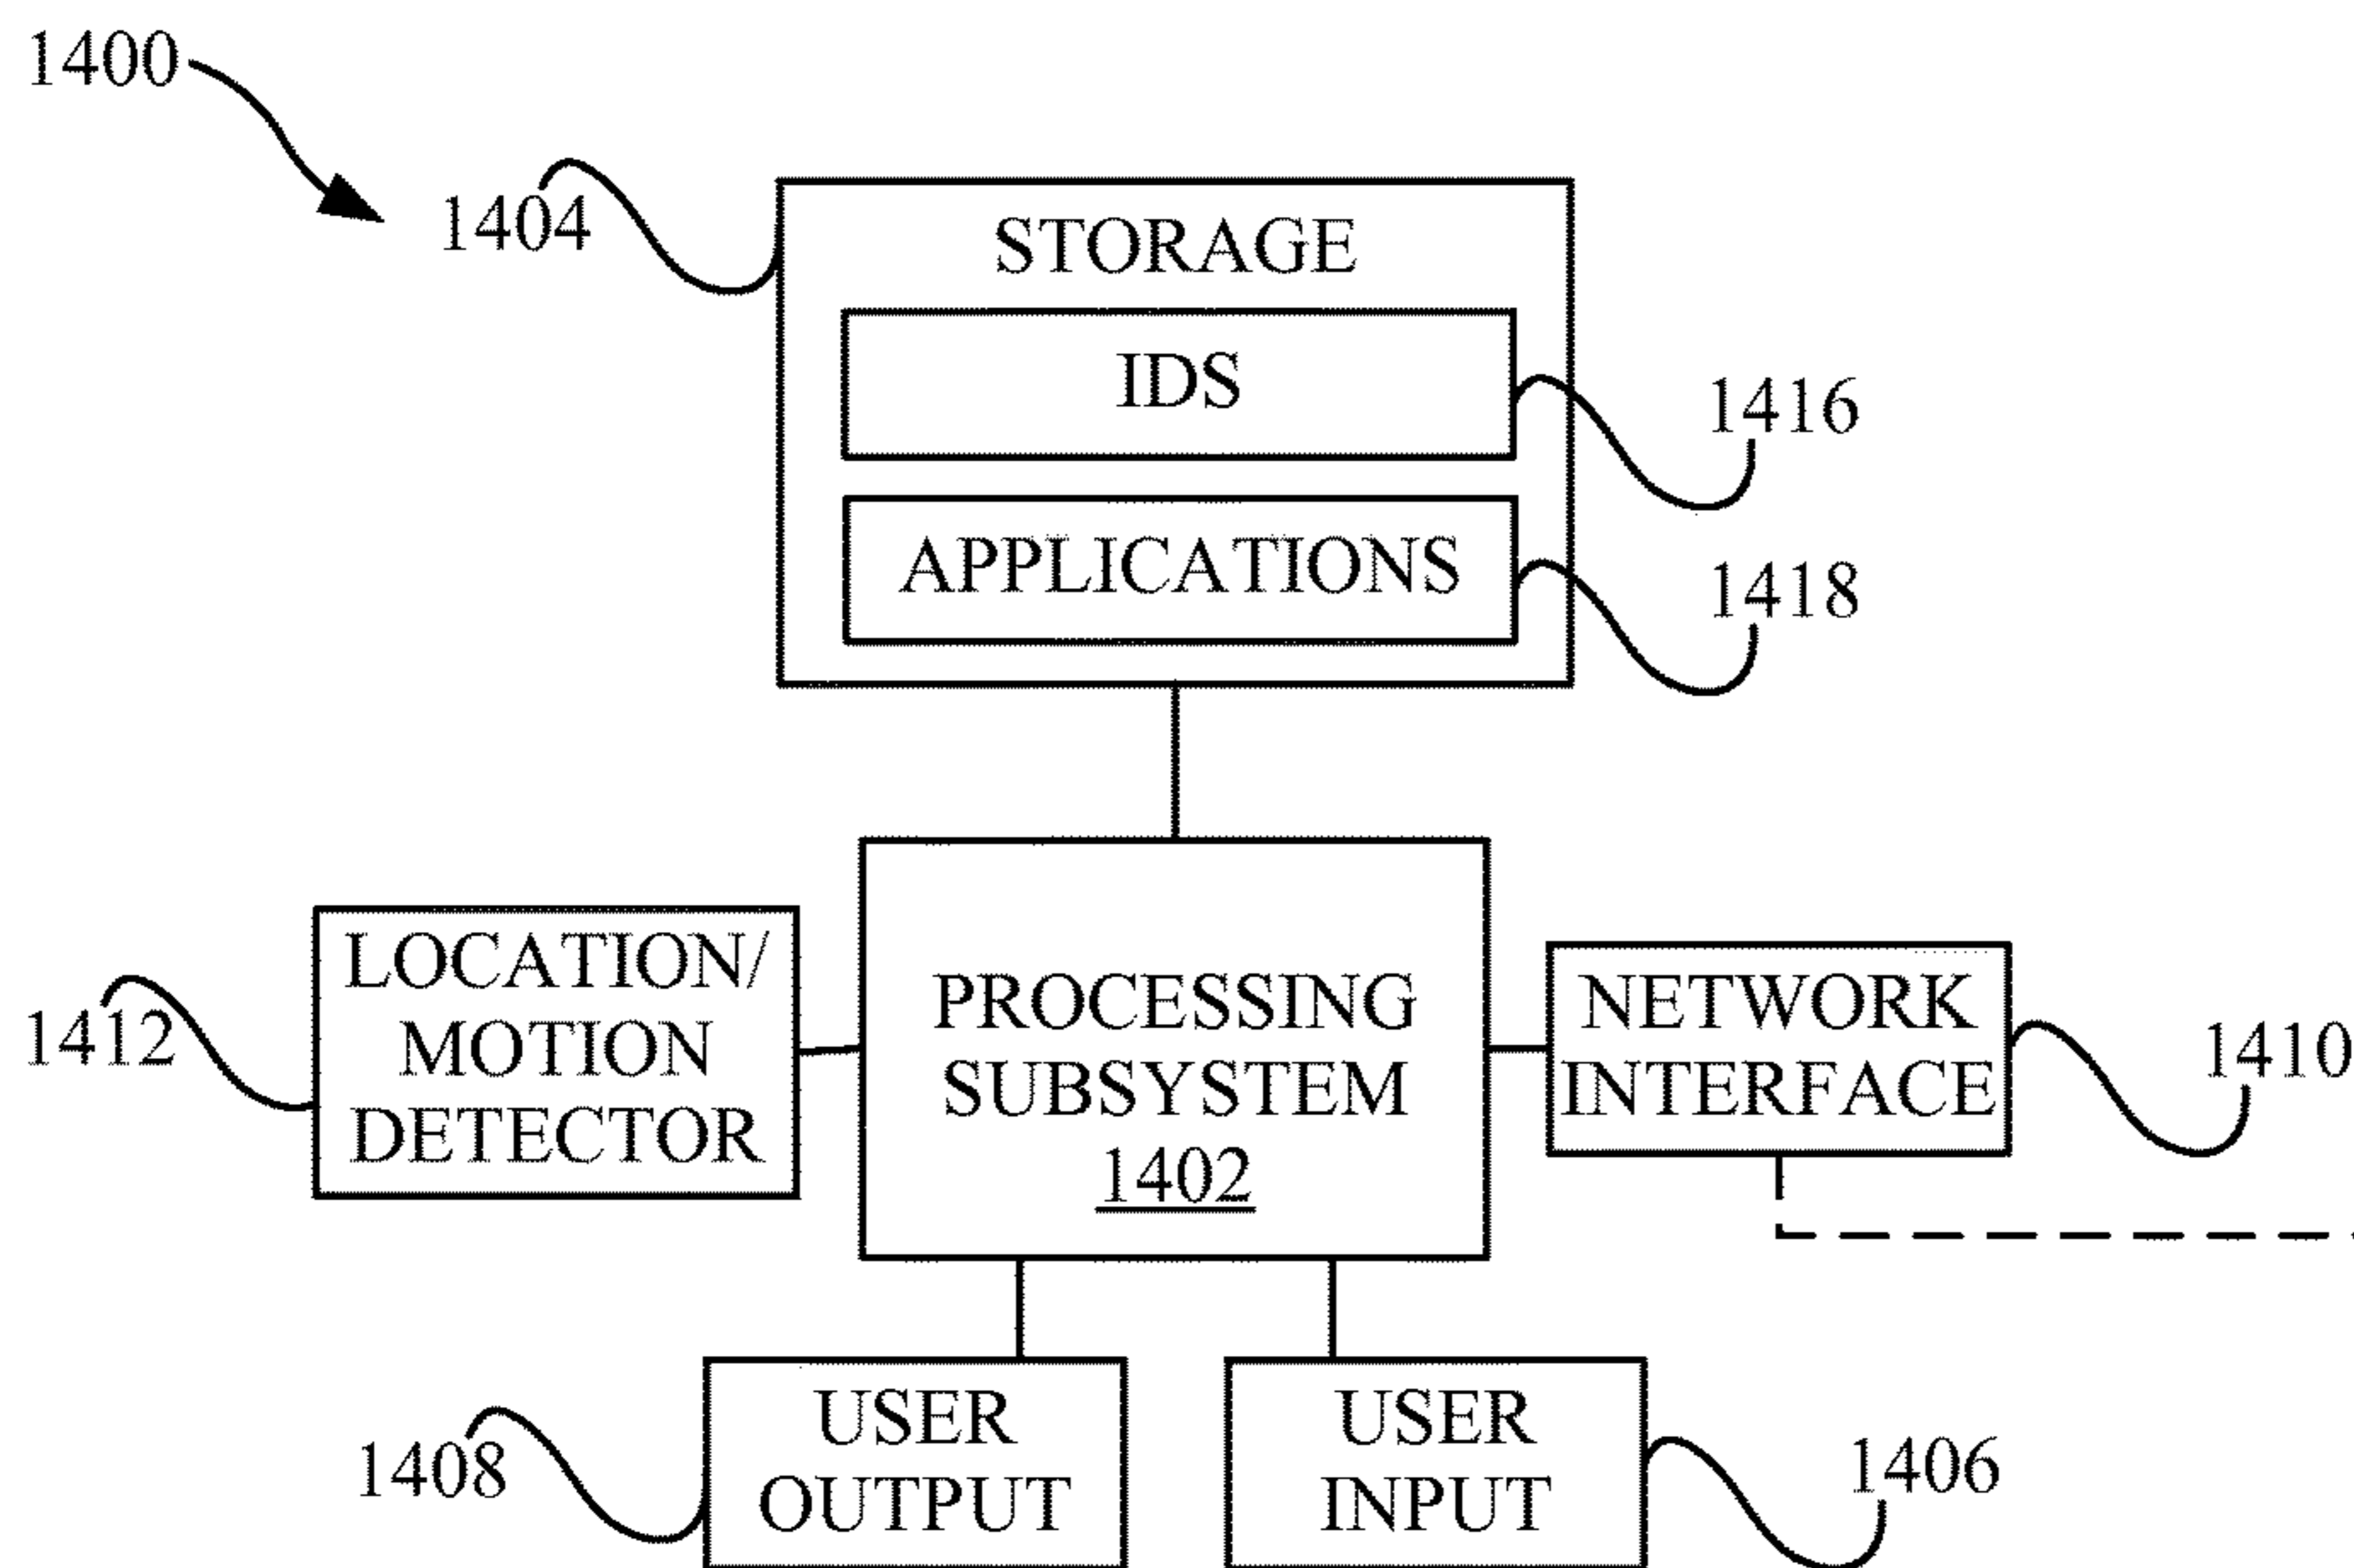 1400
1404
STORAGE
IDS
1416
APPLICATIONS
1418
LOCATION/
MOTION
DETECTOR
1412
PROCESSING
SUBSYSTEM
1402
NETWORK
INTERFACE
1410
USER
OUTPUT
1408
USER
INPUT
1406